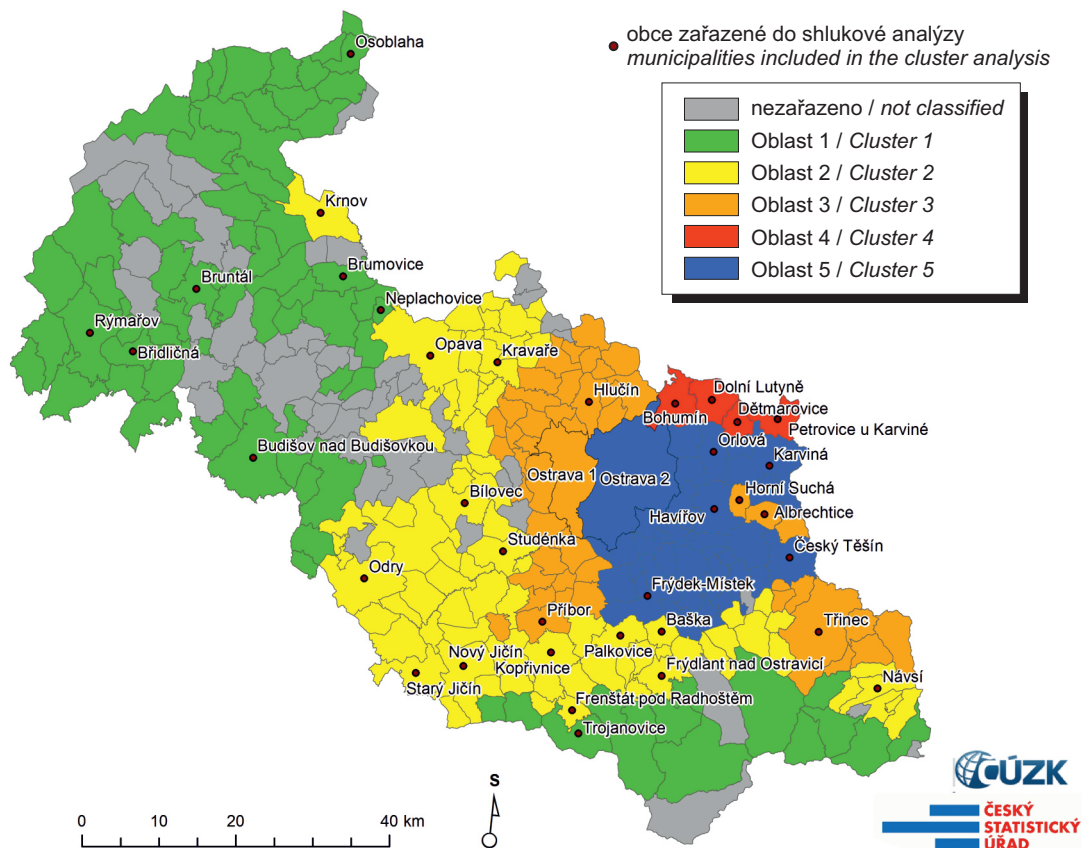 obce zařazené do shlukové analýzy
municipalities included in the cluster analysis
nezařazeno / not classified
Oblast 1 / Cluster 1
Oblast 2 / Cluster 2
Oblast 3 / Cluster 3
Oblast 4 / Cluster 4
Oblast 5 / Cluster 5
Osoblaha
Krnov
Brumovice
Bruntál
Neplachovice
Rýmařov
Břidličná
Opava
Kravaře
Hlučín
Dolní Lutyně
Bohumín
Dětmarovice
Petrovice u Karviné
Orlová
Karviná
Budišov nad Budišovkou
Ostrava 1
Ostrava 2
Horní Suchá
Bílovec
Havířov
Albrechtice
Studénka
Český Těšín
Odry
Frýdek-Místek
Příbor
Baška
Třinec
Nový Jičín
Kopřivnice
Palkovice
Frýdlant nad Ostravicí
Starý Jičín
Návsí
Frenštát pod Radhoštěm
Trojanovice
S
0 10 20 40 km
ČÚZK
ČESKÝ
STATISTICKÝ
ÚŘAD